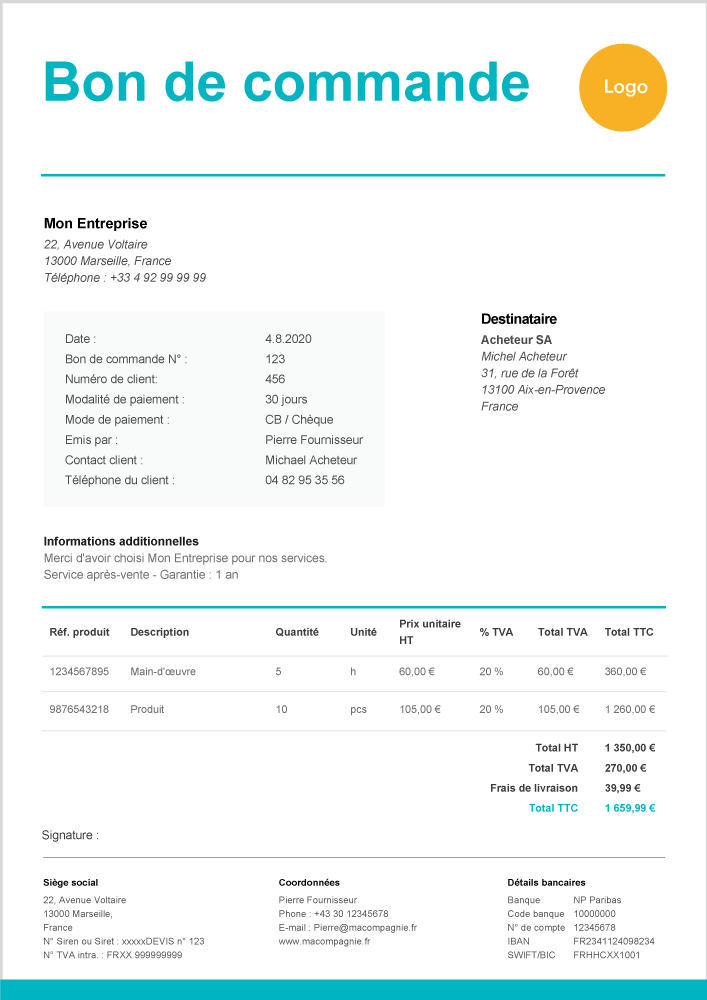 Bon de commande
Logo
Mon Entreprise
22, Avenue Voltaire
13000 Marseille, France
Téléphone : +33 4 92 99 99 99
Date : 4.8.2020
Bon de commande N° : 123
Numéro de client: 456
Modalité de paiement : 30 jours
Mode de paiement : CB / Chèque
Emis par : Pierre Fournisseur
Contact client : Michael Acheteur
Téléphone du client : 04 82 95 35 56
Destinataire
Acheteur SA
Michel Acheteur
31, rue de la Forêt
13100 Aix-en-Provence
France
Informations additionnelles
Merci d'avoir choisi Mon Entreprise pour nos services.
Service après-vente - Garantie : 1 an
Réf. produit Description Quantité Unité Prix unitaire HT % TVA Total TVA Total TTC
1234567895 Main-d'œuvre 5 h 60,00 € 20 % 60,00 € 360,00 €
9876543218 Produit 10 pcs 105,00 € 20 % 105,00 € 1 260,00 €
Total HT 1 350,00 €
Total TVA 270,00 €
Frais de livraison 39,99 €
Total TTC 1 659,99 €
Signature :
Siège social
22, Avenue Voltaire
13000 Marseille,
France
N° Siren ou Siret : xxxxxDEVIS n° 123
N° TVA intra. : FRXX 999999999
Coordonnées
Pierre Fournisseur
Phone : +43 30 12345678
E-mail : Pierre@macompagnie.fr
www.macompagnie.fr
Détails bancaires
Banque NP Paribas
Code banque 10000000
N° de compte 12345678
IBAN FR2341124098234
SWIFT/BIC FRHHCXX1001